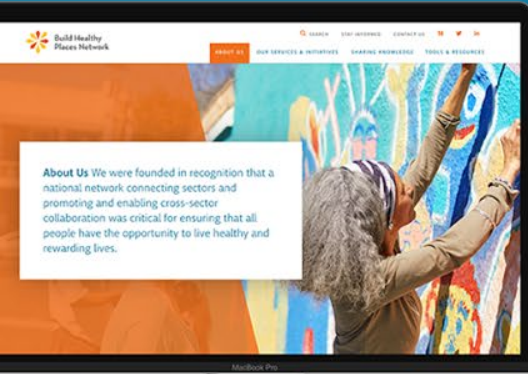 Build Healthy
Places Network
SEARCH STAY INFORMED CONTACT US
ABOUT US OUR SERVICES & INITIATIVES SHARING KNOWLEDGE TOOLS & RESOURCES
About Us We were founded in recognition that a
national network connecting sectors and
promoting and enabling cross-sector
collaboration was critical for ensuring that all
people have the opportunity to live healthy and
rewarding lives.
MacBook Pro